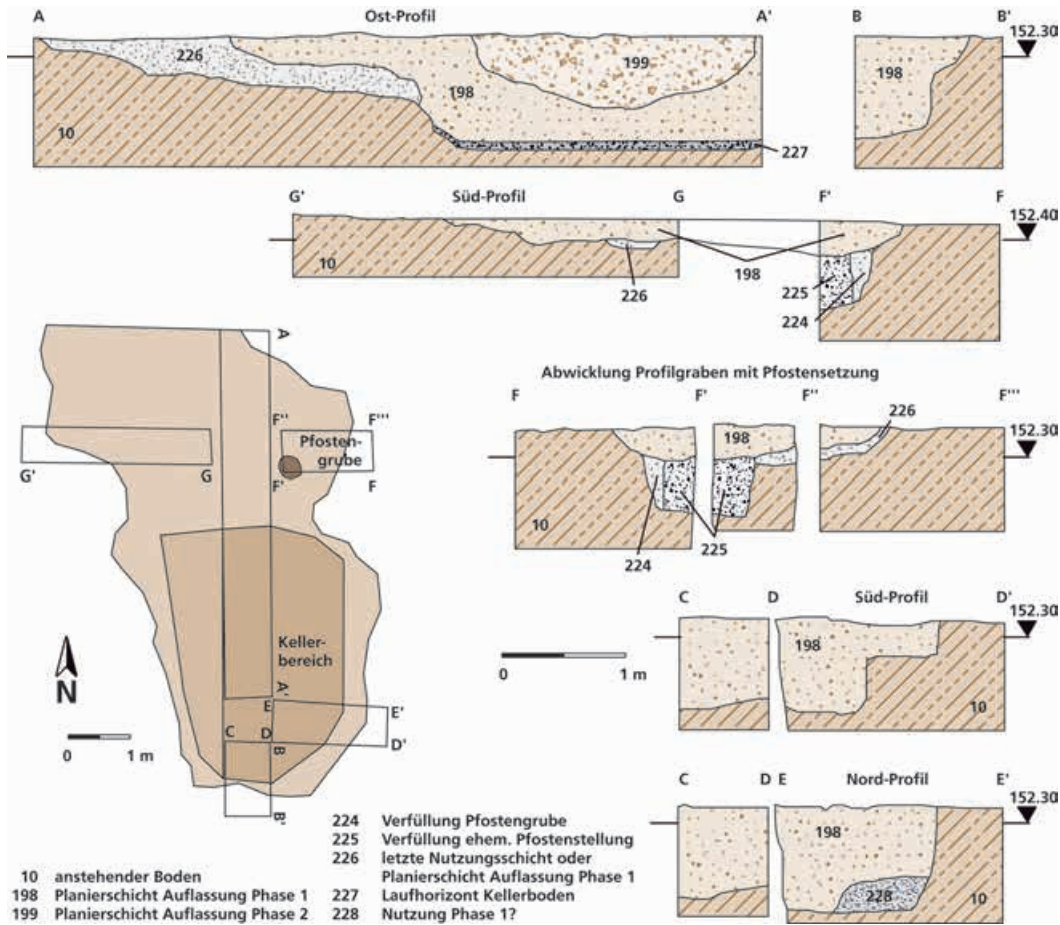 A Ost-Profil A' B B'
152.30
226
199
198
198
10
227
G' Süd-Profil G F' F
152.40
198
10
226
225
224
Abwicklung Profilgraben mit Pfostensetzung
F F' F'' F'''
226
152.30
198
10
224
225
A
F'' F'''
Pfosten-
grube
G' G F' F
Keller-
bereich
A'
E E'
C D
B D'
B'
N
0 1 m
0 1 m
C D Süd-Profil D'
152.30
198
10
C D E Nord-Profil E'
152.30
198
228
10
10 anstehender Boden
198 Planierschicht Auflassung Phase 1
199 Planierschicht Auflassung Phase 2
224 Verfüllung Pfostengrube
225 Verfüllung ehem. Pfostenstellung
226 letzte Nutzungsschicht oder
Planierschicht Auflassung Phase 1
227 Laufhorizont Kellerboden
228 Nutzung Phase 1?